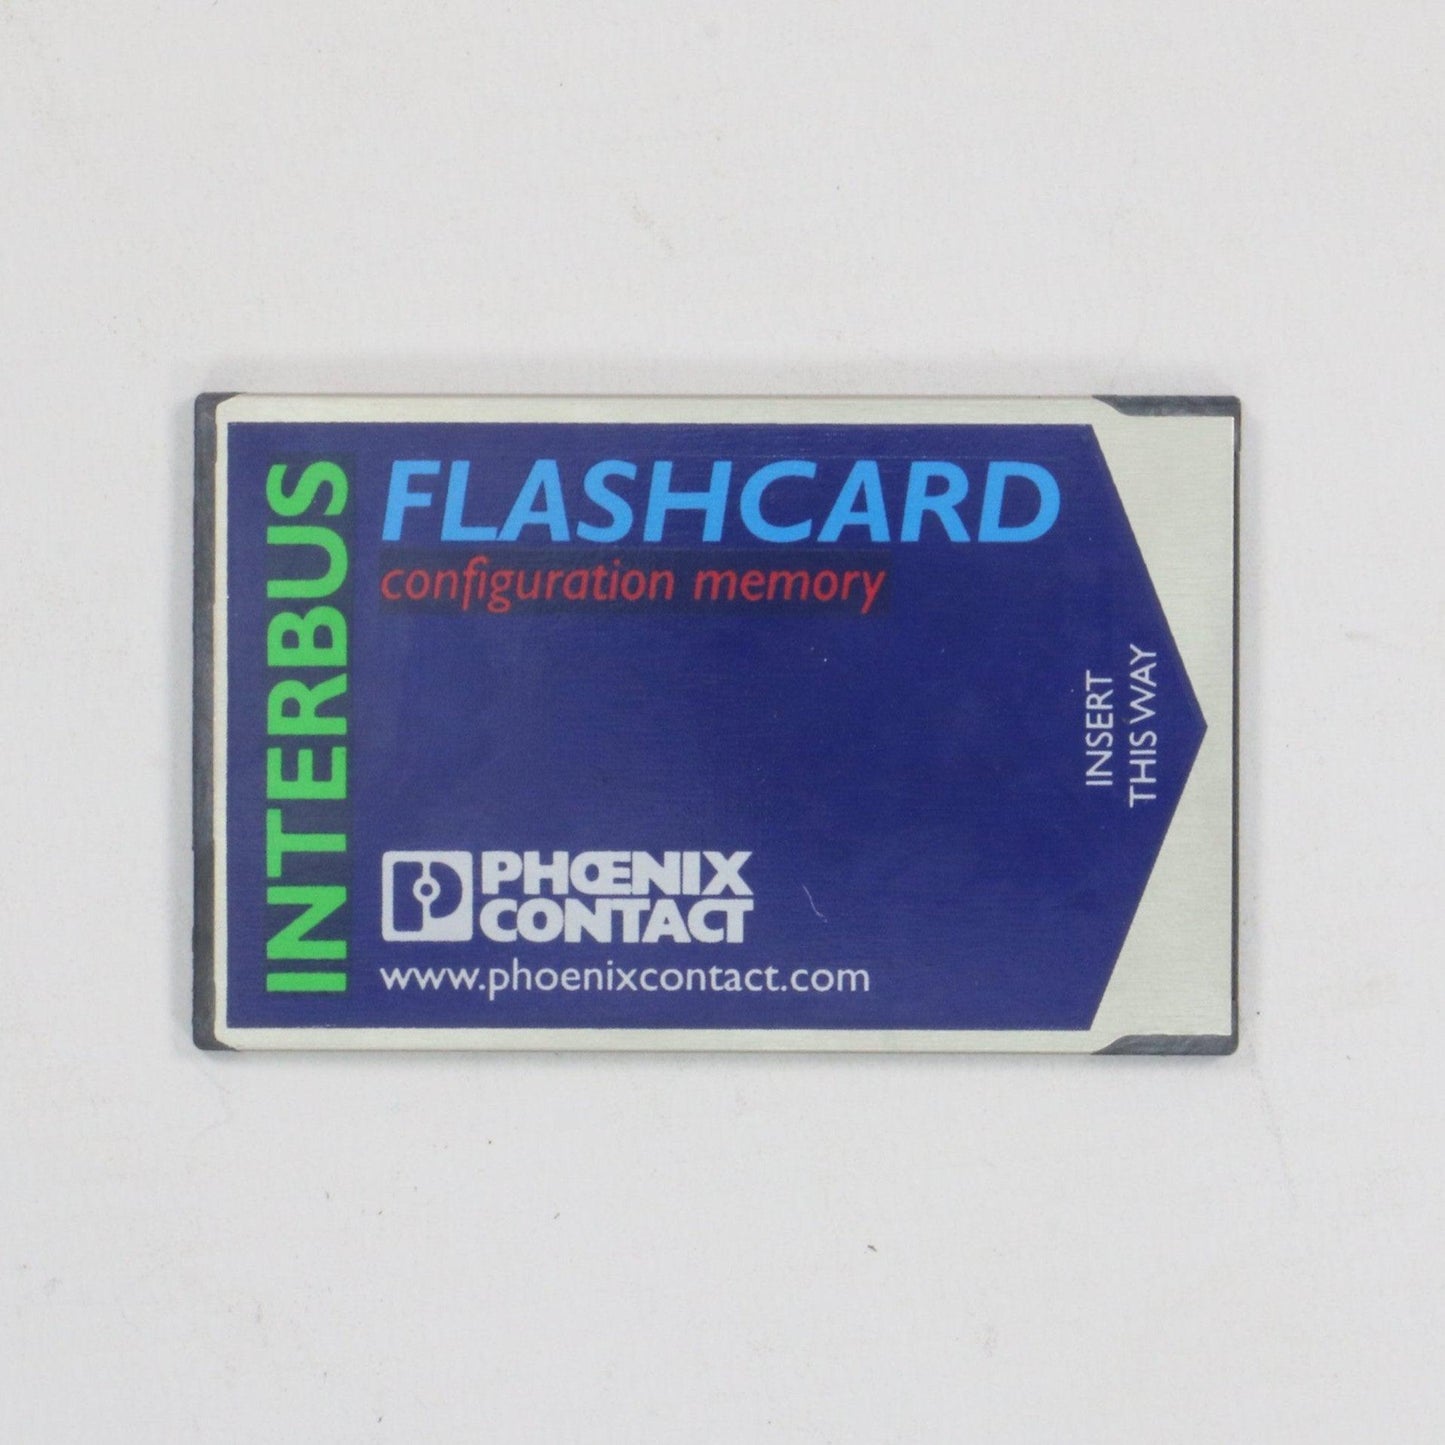 INTERBUS
FLASHCARD
configuration memory
INSERT
THIS WAY
PHŒNIX
CONTACT
www.phoenixcontact.com